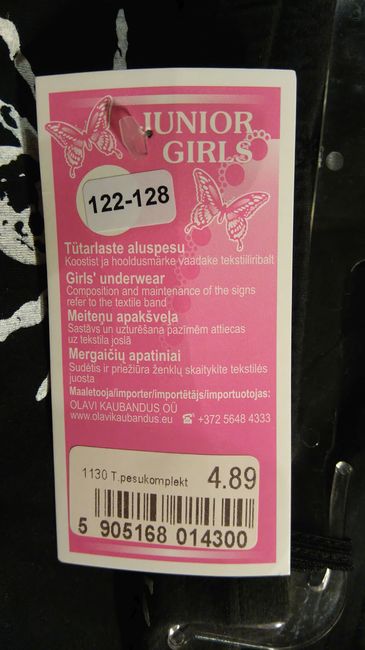 JUNIOR
GIRLS
122-128
Tütarlaste aluspesu
Koostist ja hooldusmärke vaadake tekstiiliribalt
Girls' underwear
Composition and maintenance of the signs
refer to the textile band
Meiteņu apakšveļa
Sastāvs un uzturēšana pazīmēm attiecas
uz tekstila joslā
Mergaičių apatiniai
Sudėtis ir priežiūra ženklų skaitykite tekstilės
juosta
Maaletooja/importer/importētājs/importuotojas:
OLAVI KAUBANDUS OÜ
www.olavikaubandus.eu ☎ +372 5648 4333
1130 T.pesukomplekt 4.89
5 905168 014300